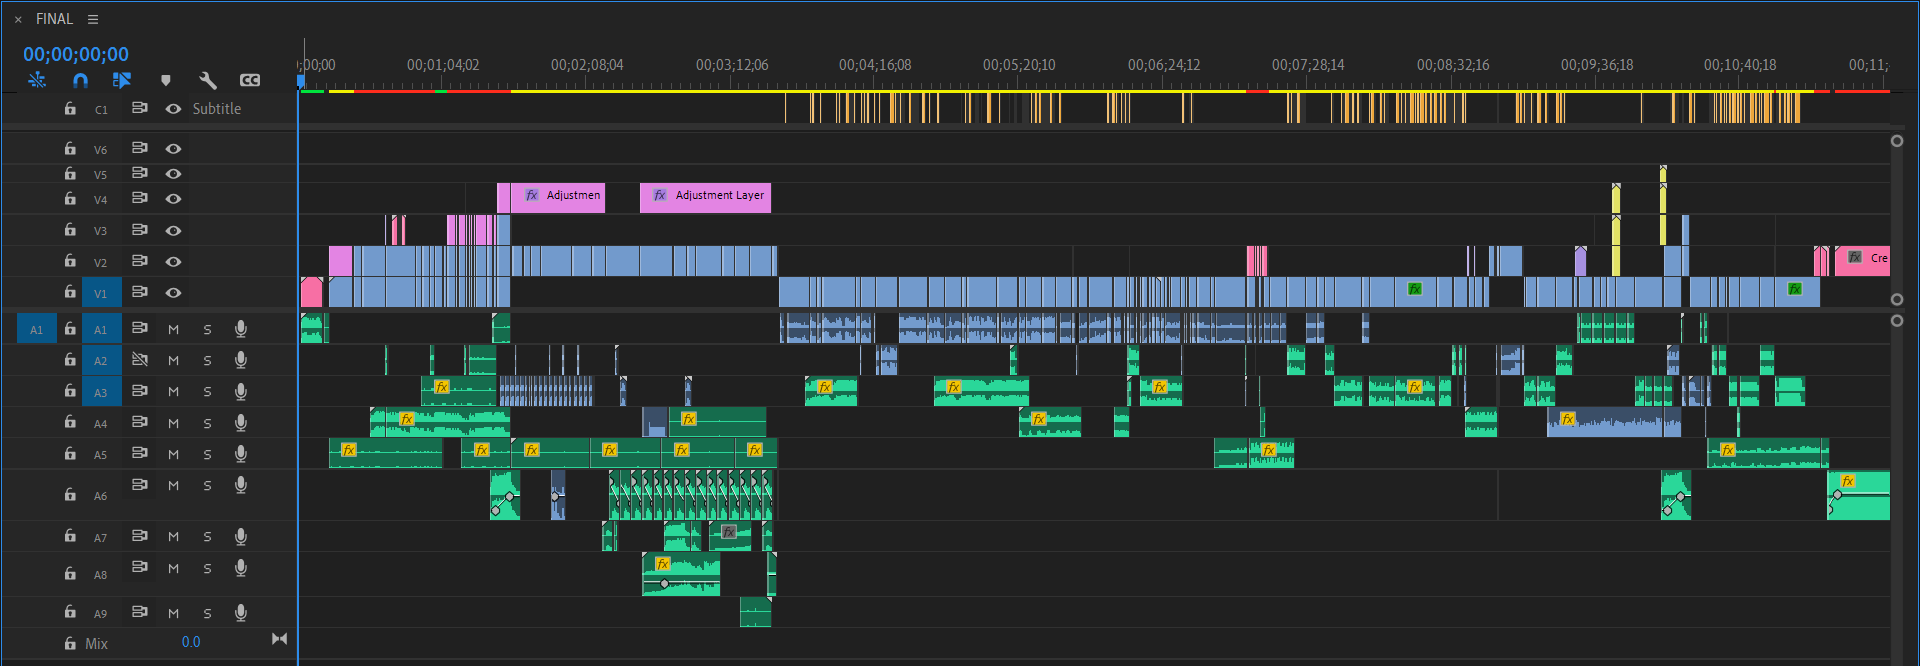 × FINAL ≡
00;00;00;00
;00;00 00;01;04;02 00;02;08;04 00;03;12;06 00;04;16;08 00;05;20;10 00;06;24;12 00;07;28;14 00;08;32;16 00;09;36;18 00;10;40;18 00;11;
CC
C1 Subtitle
V6
V5
V4 fx Adjustmen fx Adjustment Layer
V3
V2 fx Cre
V1 fx fx
A1 A1 M S
A2 M S
A3 M S fx fx fx fx fx
A4 M S fx fx fx fx
A5 M S fx fx fx fx fx fx fx fx
A6 M S fx
A7 M S fx
A8 M S fx
A9 M S
Mix 0.0